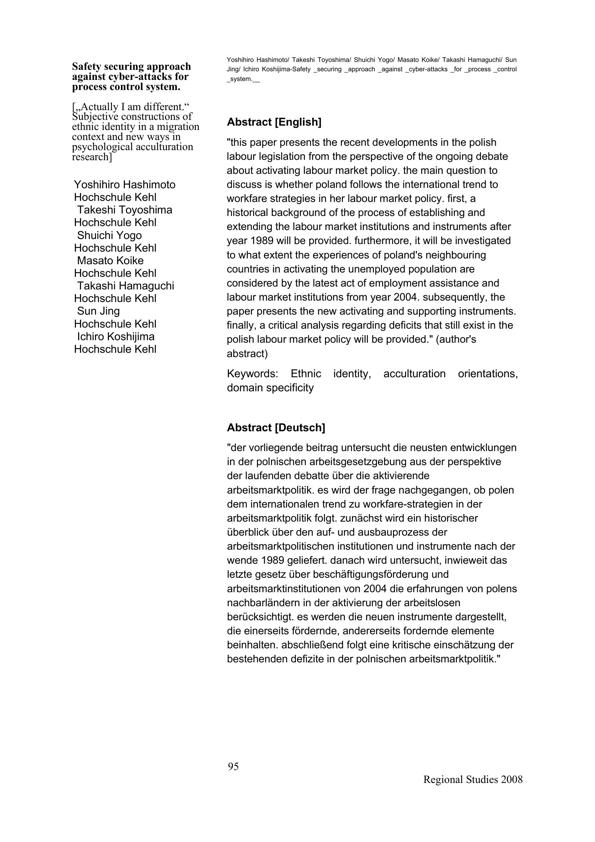 Safety securing approach
against cyber-attacks for
process control system.
[„Actually I am different.“
Subjective constructions of
ethnic identity in a migration
context and new ways in
psychological acculturation
research]
Yoshihiro Hashimoto
Hochschule Kehl
Takeshi Toyoshima
Hochschule Kehl
Shuichi Yogo
Hochschule Kehl
Masato Koike
Hochschule Kehl
Takashi Hamaguchi
Hochschule Kehl
Sun Jing
Hochschule Kehl
Ichiro Koshijima
Hochschule Kehl
Yoshihiro Hashimoto/ Takeshi Toyoshima/ Shuichi Yogo/ Masato Koike/ Takashi Hamaguchi/ Sun
Jing/ Ichiro Koshijima-Safety _securing _approach _against _cyber-attacks _for _process _control
_system.__
Abstract [English]
"this paper presents the recent developments in the polish
labour legislation from the perspective of the ongoing debate
about activating labour market policy. the main question to
discuss is whether poland follows the international trend to
workfare strategies in her labour market policy. first, a
historical background of the process of establishing and
extending the labour market institutions and instruments after
year 1989 will be provided. furthermore, it will be investigated
to what extent the experiences of poland's neighbouring
countries in activating the unemployed population are
considered by the latest act of employment assistance and
labour market institutions from year 2004. subsequently, the
paper presents the new activating and supporting instruments.
finally, a critical analysis regarding deficits that still exist in the
polish labour market policy will be provided." (author's
abstract)
Keywords: Ethnic identity, acculturation orientations,
domain specificity
Abstract [Deutsch]
"der vorliegende beitrag untersucht die neusten entwicklungen
in der polnischen arbeitsgesetzgebung aus der perspektive
der laufenden debatte über die aktivierende
arbeitsmarktpolitik. es wird der frage nachgegangen, ob polen
dem internationalen trend zu workfare-strategien in der
arbeitsmarktpolitik folgt. zunächst wird ein historischer
überblick über den auf- und ausbauprozess der
arbeitsmarktpolitischen institutionen und instrumente nach der
wende 1989 geliefert. danach wird untersucht, inwieweit das
letzte gesetz über beschäftigungsförderung und
arbeitsmarktinstitutionen von 2004 die erfahrungen von polens
nachbarländern in der aktivierung der arbeitslosen
berücksichtigt. es werden die neuen instrumente dargestellt,
die einerseits fördernde, andererseits fordernde elemente
beinhalten. abschließend folgt eine kritische einschätzung der
bestehenden defizite in der polnischen arbeitsmarktpolitik."
95
Regional Studies 2008